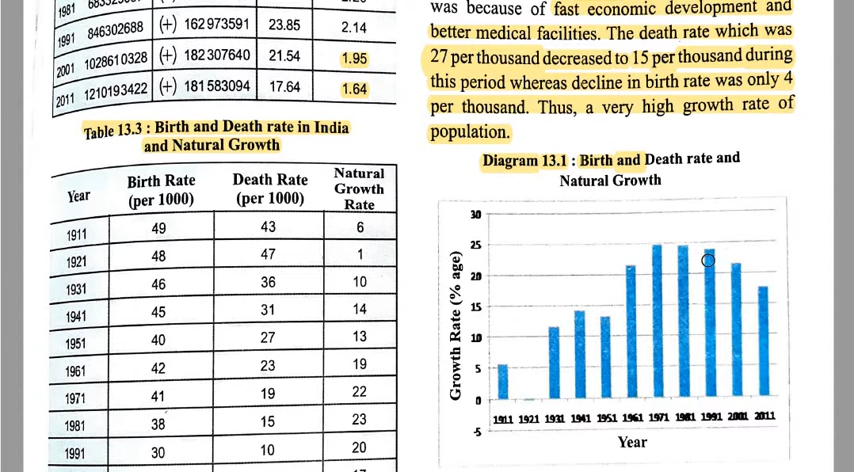 1981
1991 846302688 (+) 162973591 23.85 2.14
2001 1028610328 (+) 182307640 21.54 1.95
2011 1210193422 (+) 181583094 17.64 1.64
Table 13.3 : Birth and Death rate in India
and Natural Growth
Year Birth Rate (per 1000) Death Rate (per 1000) Natural Growth Rate
1911 49 43 6
1921 48 47 1
1931 46 36 10
1941 45 31 14
1951 40 27 13
1961 42 23 19
1971 41 19 22
1981 38 15 23
1991 30 10 20
was because of fast economic development and
better medical facilities. The death rate which was
27 per thousand decreased to 15 per thousand during
this period whereas decline in birth rate was only 4
per thousand. Thus, a very high growth rate of
population.
Diagram 13.1 : Birth and Death rate and
Natural Growth
Growth Rate (% age)
30
25
20
15
10
5
0
-5
1911 1921 1931 1941 1951 1961 1971 1981 1991 2001 2011
Year